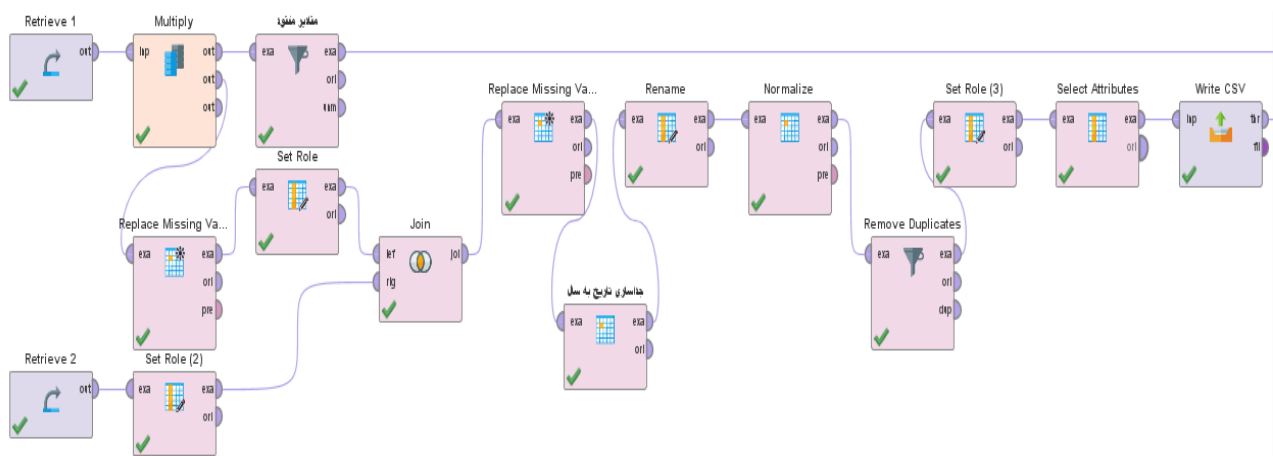 Retrieve 1
out
Multiply
inp
out
out
out
مقادیر مفقود
exa
exa
ori
Replace Missing Va...
exa
exa
ori
pre
Rename
exa
exa
ori
Normalize
exa
exa
ori
pre
Set Role (3)
exa
exa
ori
Select Attributes
exa
exa
ori
Write CSV
inp
Set Role
exa
exa
ori
Replace Missing Va...
exa
exa
ori
pre
Join
lef
rig
joi
Remove Duplicates
exa
exa
ori
dup
جداسازی تاریخ به سال
exa
exa
ori
Retrieve 2
out
Set Role (2)
exa
exa
ori